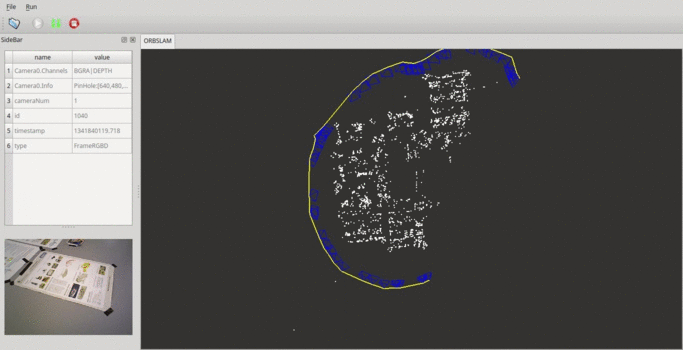 File Run
SideBar
ORBSLAM
name value
1 Camera0.Channels BGRA|DEPTH
2 Camera0.Info PinHole:[640,480,...
3 cameraNum 1
4 id 1040
5 timestamp 1341840119.718
6 type FrameRGBD